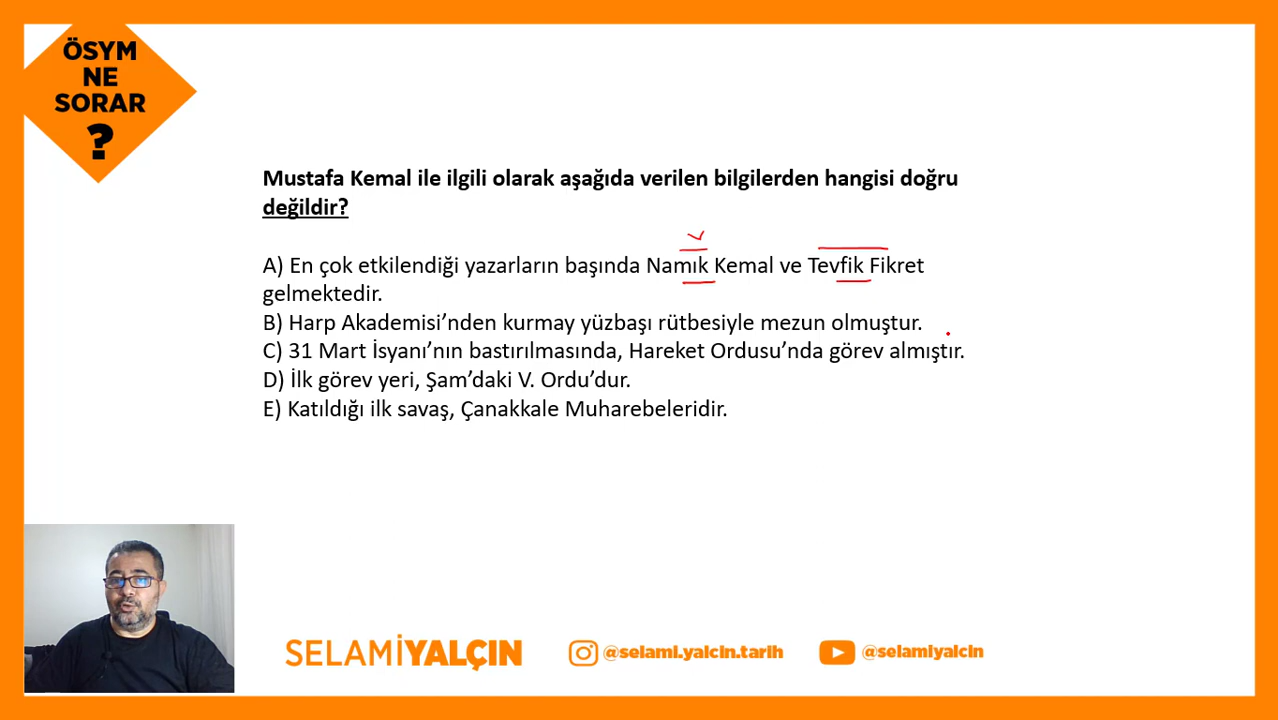 ÖSYM
NE
SORAR
?
Mustafa Kemal ile ilgili olarak aşağıda verilen bilgilerden hangisi doğru
değildir?
A) En çok etkilendiği yazarların başında Namık Kemal ve Tevfik Fikret
gelmektedir.
B) Harp Akademisi’nden kurmay yüzbaşı rütbesiyle mezun olmuştur.
C) 31 Mart İsyanı’nın bastırılmasında, Hareket Ordusu’nda görev almıştır.
D) İlk görev yeri, Şam’daki V. Ordu’dur.
E) Katıldığı ilk savaş, Çanakkale Muharebeleridir.
SELAMİYALÇIN
@selami.yalcin.tarih
@selamiyalcin